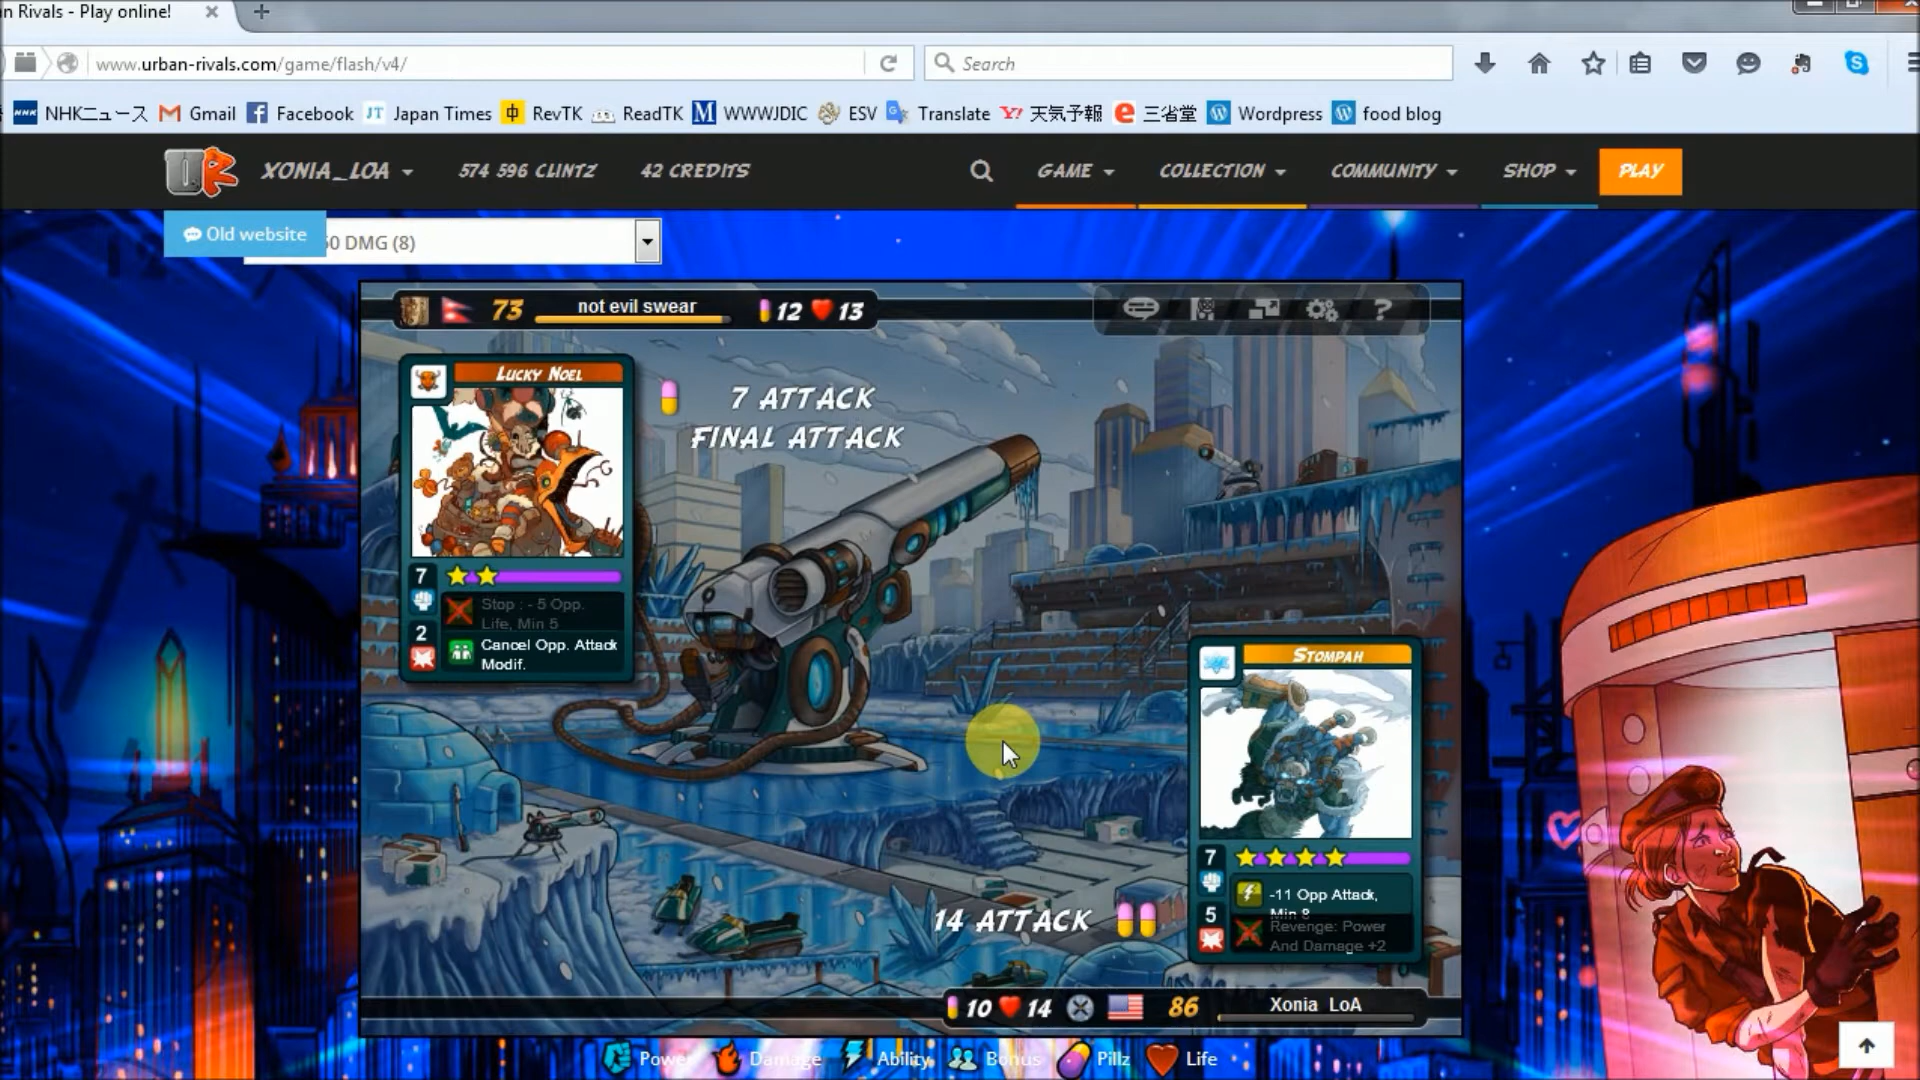 n Rivals - Play online!
www.urban-rivals.com/game/flash/v4/
Search
NHKニュース Gmail Facebook JT Japan Times 中 RevTK ReadTK M WWWJDIC ESV Translate Y! 天気予報 e 三省堂 Wordpress food blog
UR XONIA_LOA 574 596 CLINTZ 42 CREDITS GAME COLLECTION COMMUNITY SHOP PLAY
Old website
50 DMG (8)
73 not evil swear 12 13
?
LUCKY NOEL
7 ATTACK
FINAL ATTACK
7
Stop : - 5 Opp.
Life, Min 5
2
Cancel Opp. Attack
Modif.
STOMPAH
7
-11 Opp Attack,
Min 8
5
Revenge: Power
And Damage +2
14 ATTACK
10 14 86 Xonia_LoA
Power Damage Ability Bonus Pillz Life